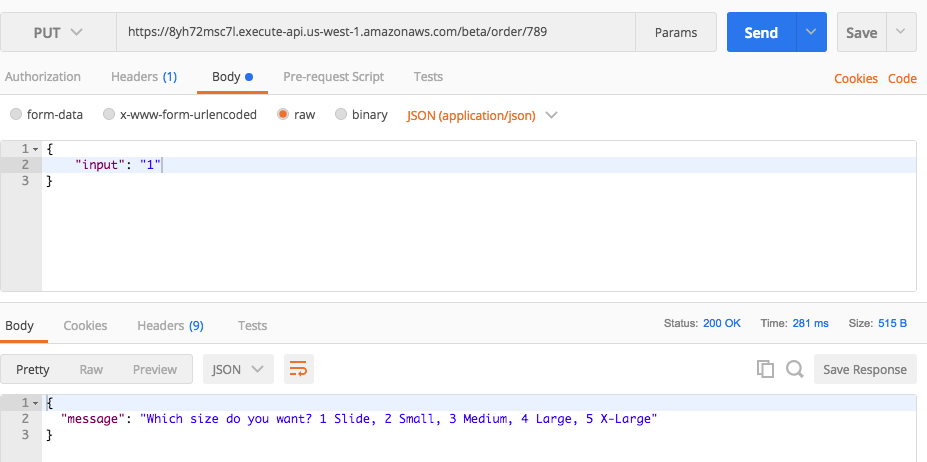 PUT https://8yh72msc7l.execute-api.us-west-1.amazonaws.com/beta/order/789 Params Send Save
Authorization Headers (1) Body Pre-request Script Tests Cookies Code
form-data x-www-form-urlencoded raw binary JSON (application/json)
1 {
2 "input": "1"
3 }
Body Cookies Headers (9) Tests Status: 200 OK Time: 281 ms Size: 515 B
Pretty Raw Preview JSON Save Response
1 {
2 "message": "Which size do you want? 1 Slide, 2 Small, 3 Medium, 4 Large, 5 X-Large"
3 }